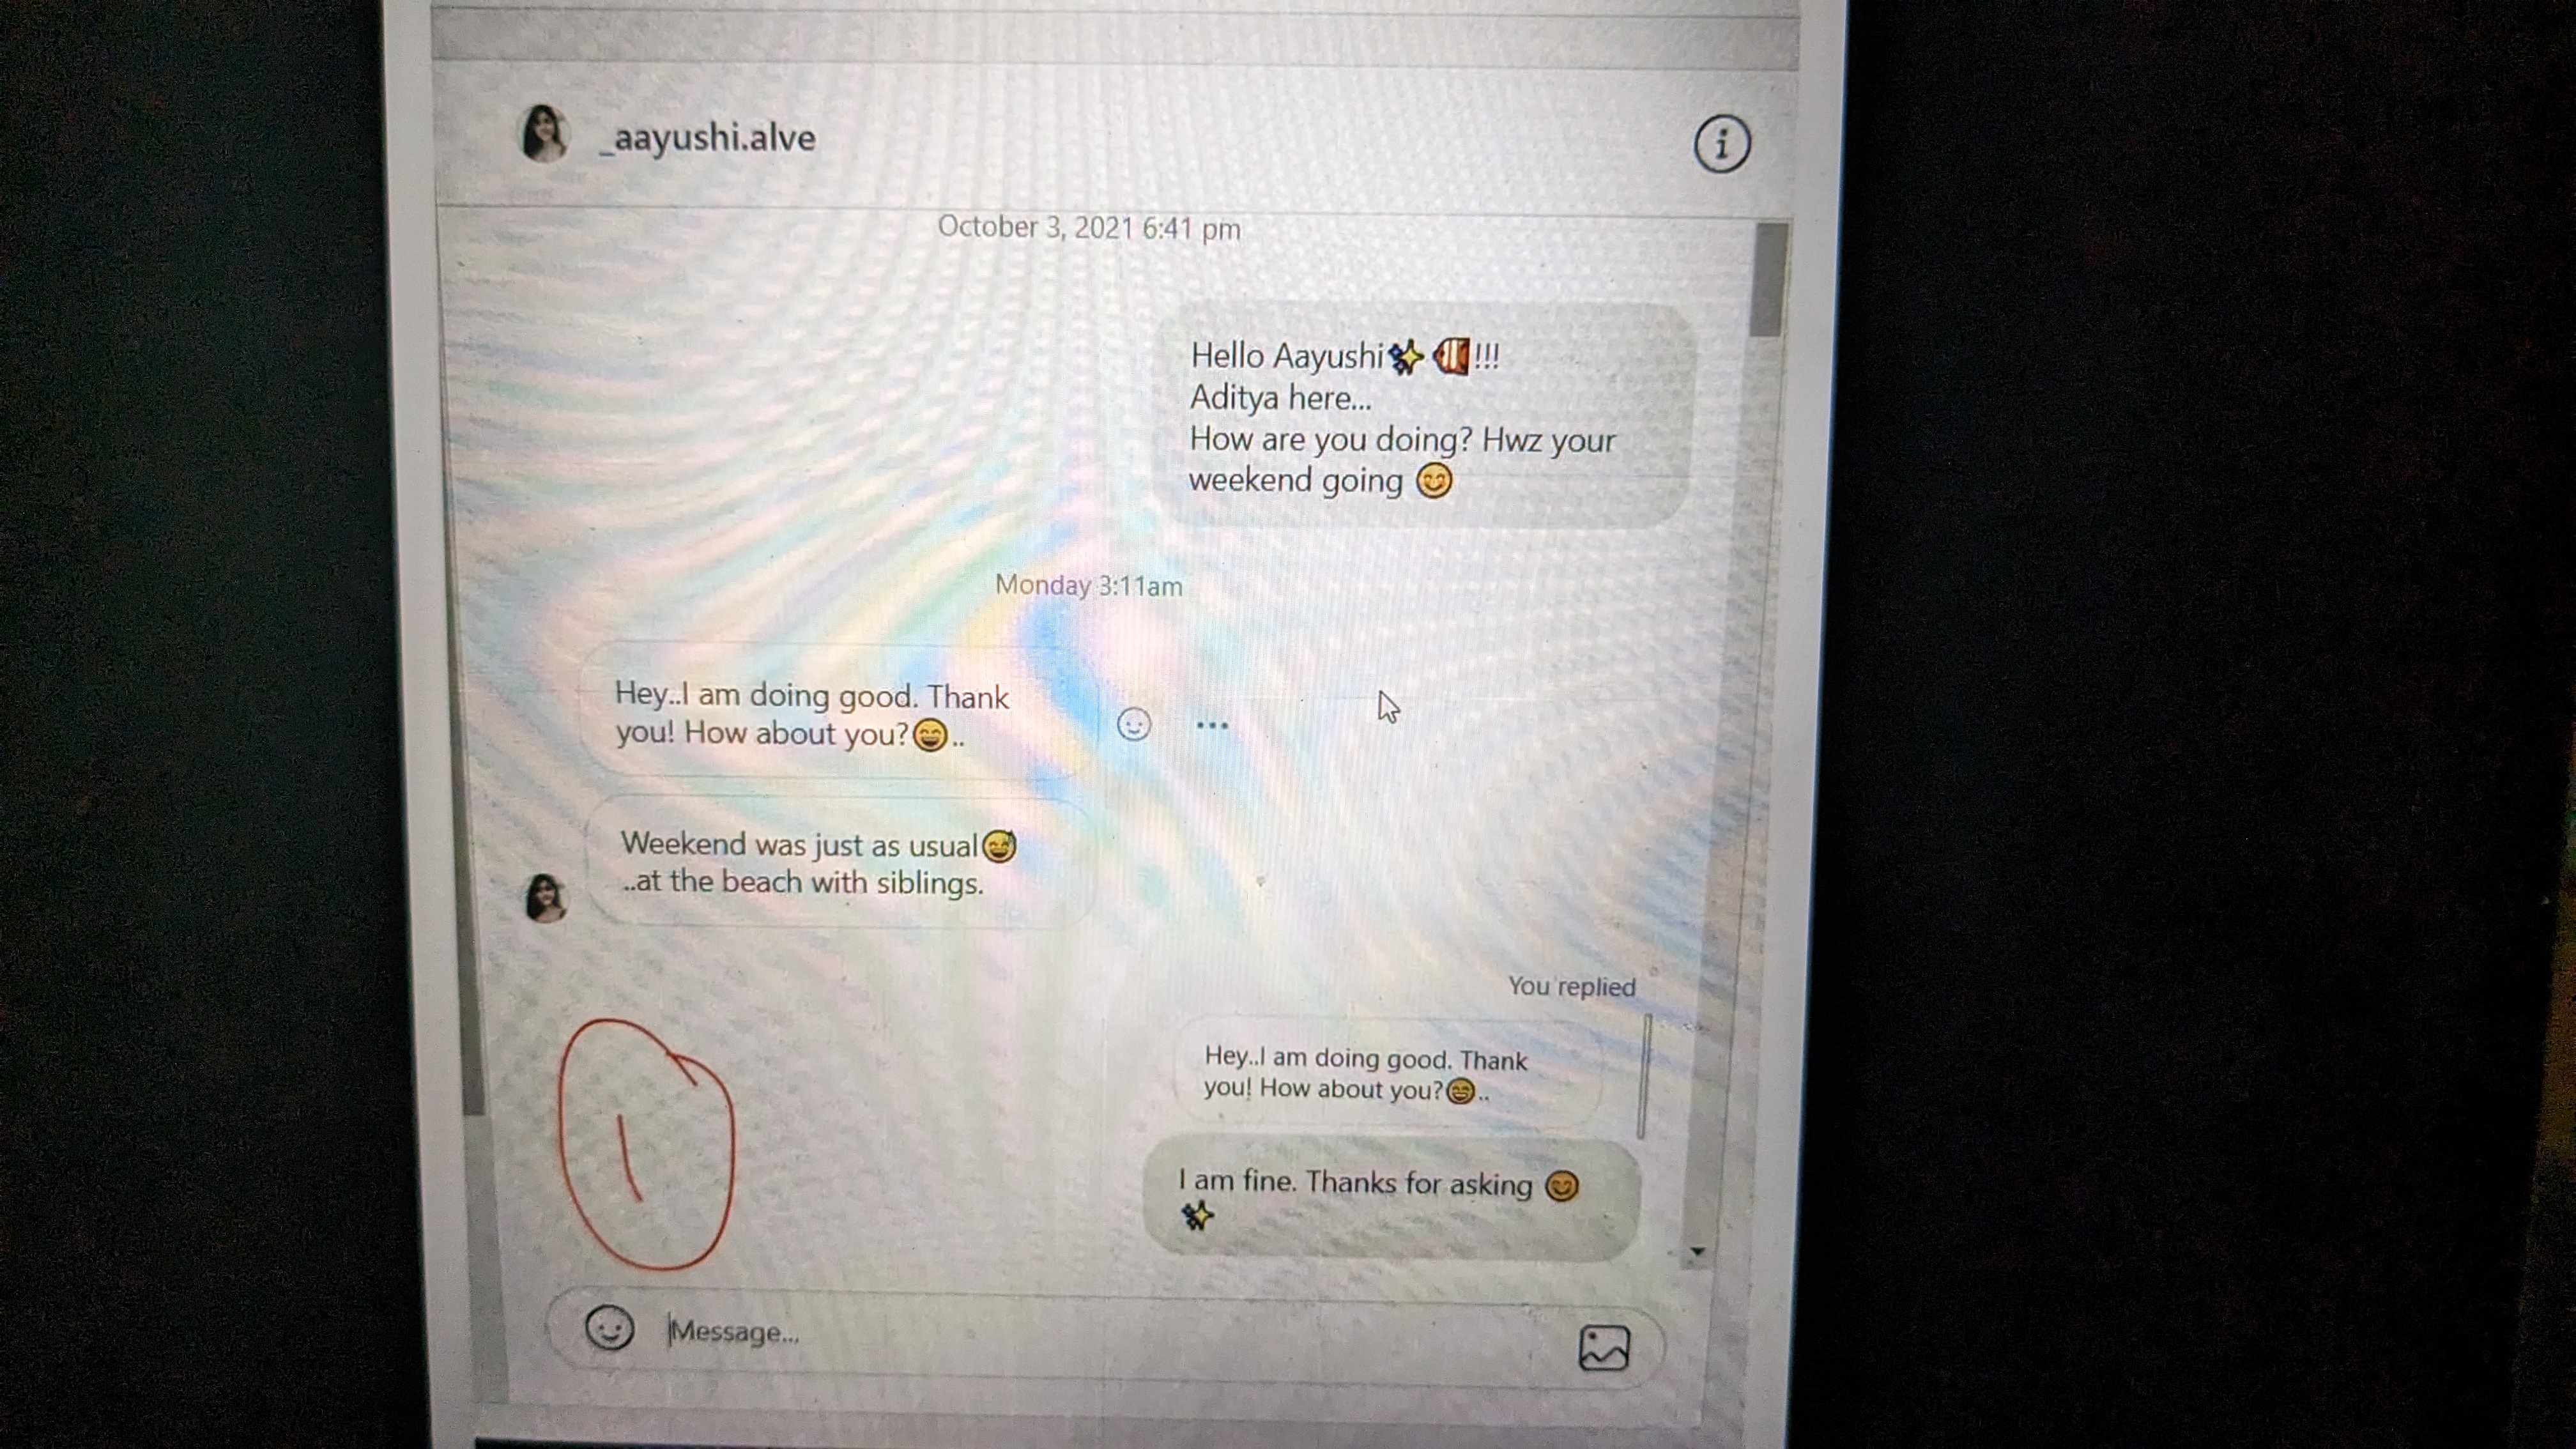 _aayushi.alve
October 3, 2021 6:41 pm
Hello Aayushi✨ 🐠!!!
Aditya here...
How are you doing? Hwz your
weekend going 😊
Monday 3:11am
Hey..I am doing good. Thank
you! How about you?😄..
Weekend was just as usual😅
..at the beach with siblings.
You replied
Hey..I am doing good. Thank
you! How about you?😄..
I am fine. Thanks for asking 😊
✨
1
Message...